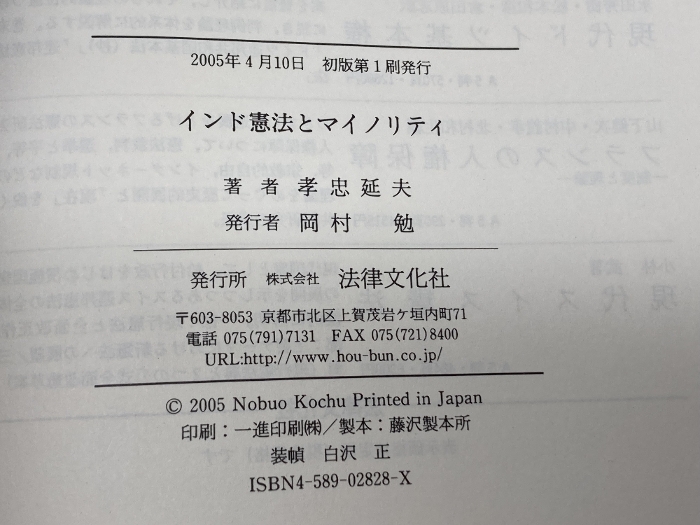 2005年4月10日 初版第1刷発行
インド憲法とマイノリティ
著者 孝忠延夫
発行者 岡村 勉
発行所 株式会社 法律文化社
〒603-8053 京都市北区上賀茂岩ケ垣内町71
電話 075(791)7131 FAX 075(721)8400
URL:http://www.hou-bun.co.jp/
© 2005 Nobuo Kochu Printed in Japan
印刷:一進印刷㈱/製本:藤沢製本所
装幀 白沢 正
ISBN4-589-02828-X